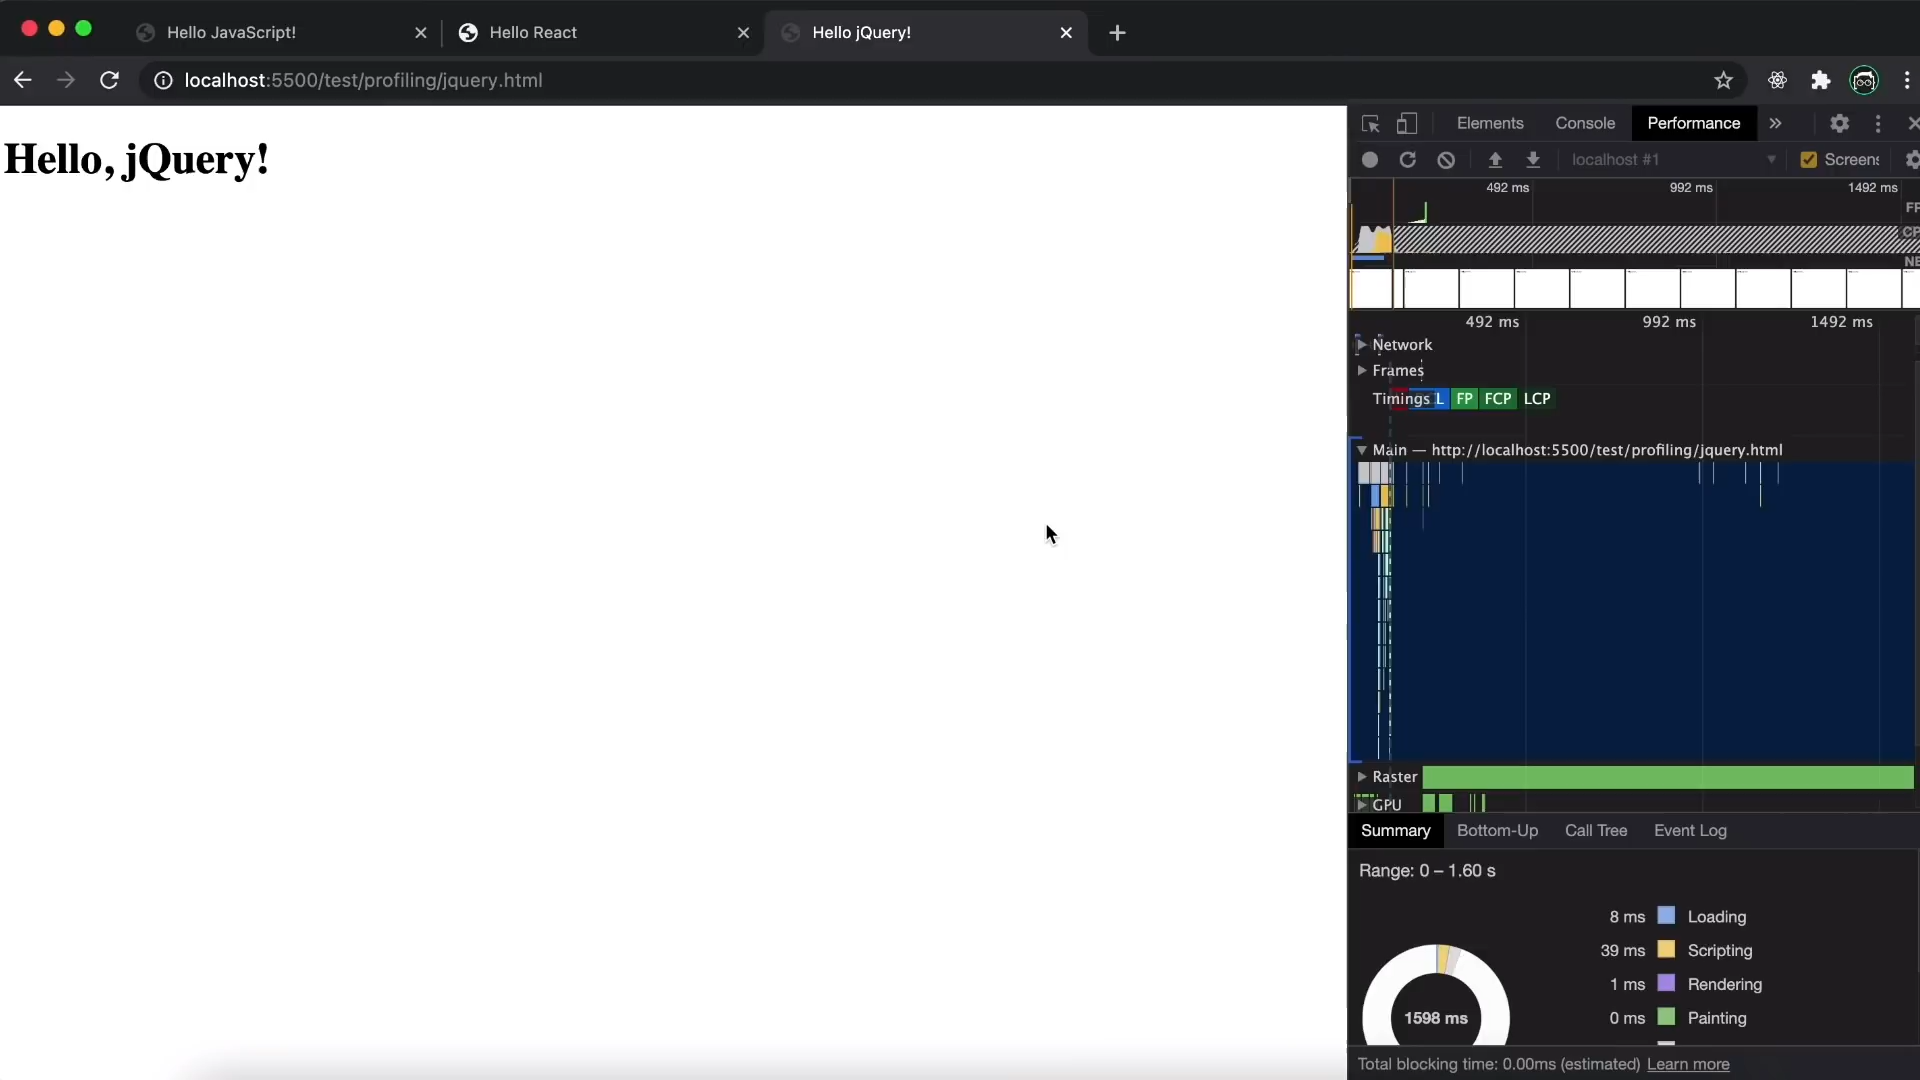 Hello JavaScript!
Hello React
Hello jQuery!
localhost:5500/test/profiling/jquery.html
Hello, jQuery!
Elements
Console
Performance
localhost #1
Screens
492 ms
992 ms
1492 ms
492 ms
992 ms
1492 ms
Network
Frames
Timings L FP FCP LCP
Main — http://localhost:5500/test/profiling/jquery.html
Raster
GPU
Summary
Bottom-Up
Call Tree
Event Log
Range: 0 – 1.60 s
8 ms Loading
39 ms Scripting
1 ms Rendering
1598 ms
0 ms Painting
Total blocking time: 0.00ms (estimated) Learn more